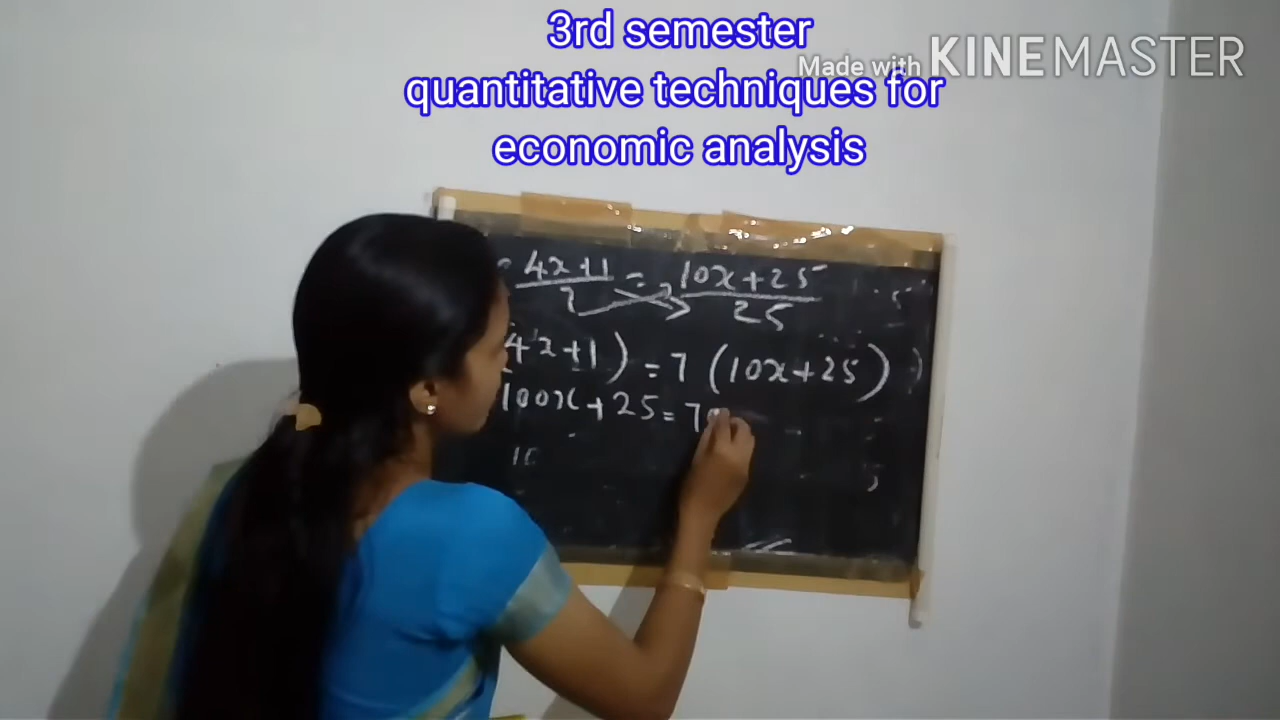 3rd semester
Made with KINEMASTER
quantitative techniques for
economic analysis
4x+1 = 10x+25
7 25
4x+1) = 7 (10x+25)
100x + 25 = 70